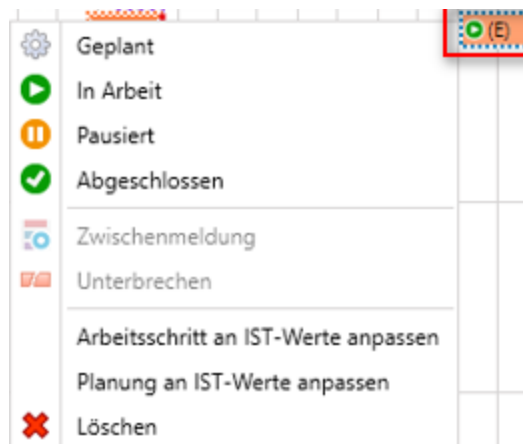 (E)
Geplant
In Arbeit
Pausiert
Abgeschlossen
Zwischenmeldung
Unterbrechen
Arbeitsschritt an IST-Werte anpassen
Planung an IST-Werte anpassen
Löschen